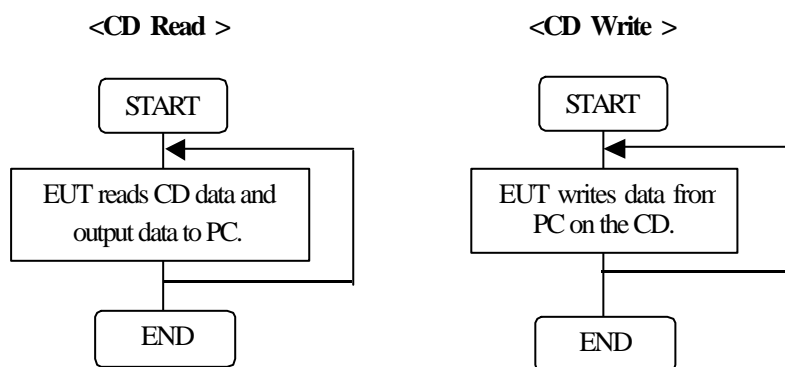 <CD Read >
START
EUT reads CD data and
output data to PC.
END
<CD Write >
START
EUT writes data from
PC on the CD.
END